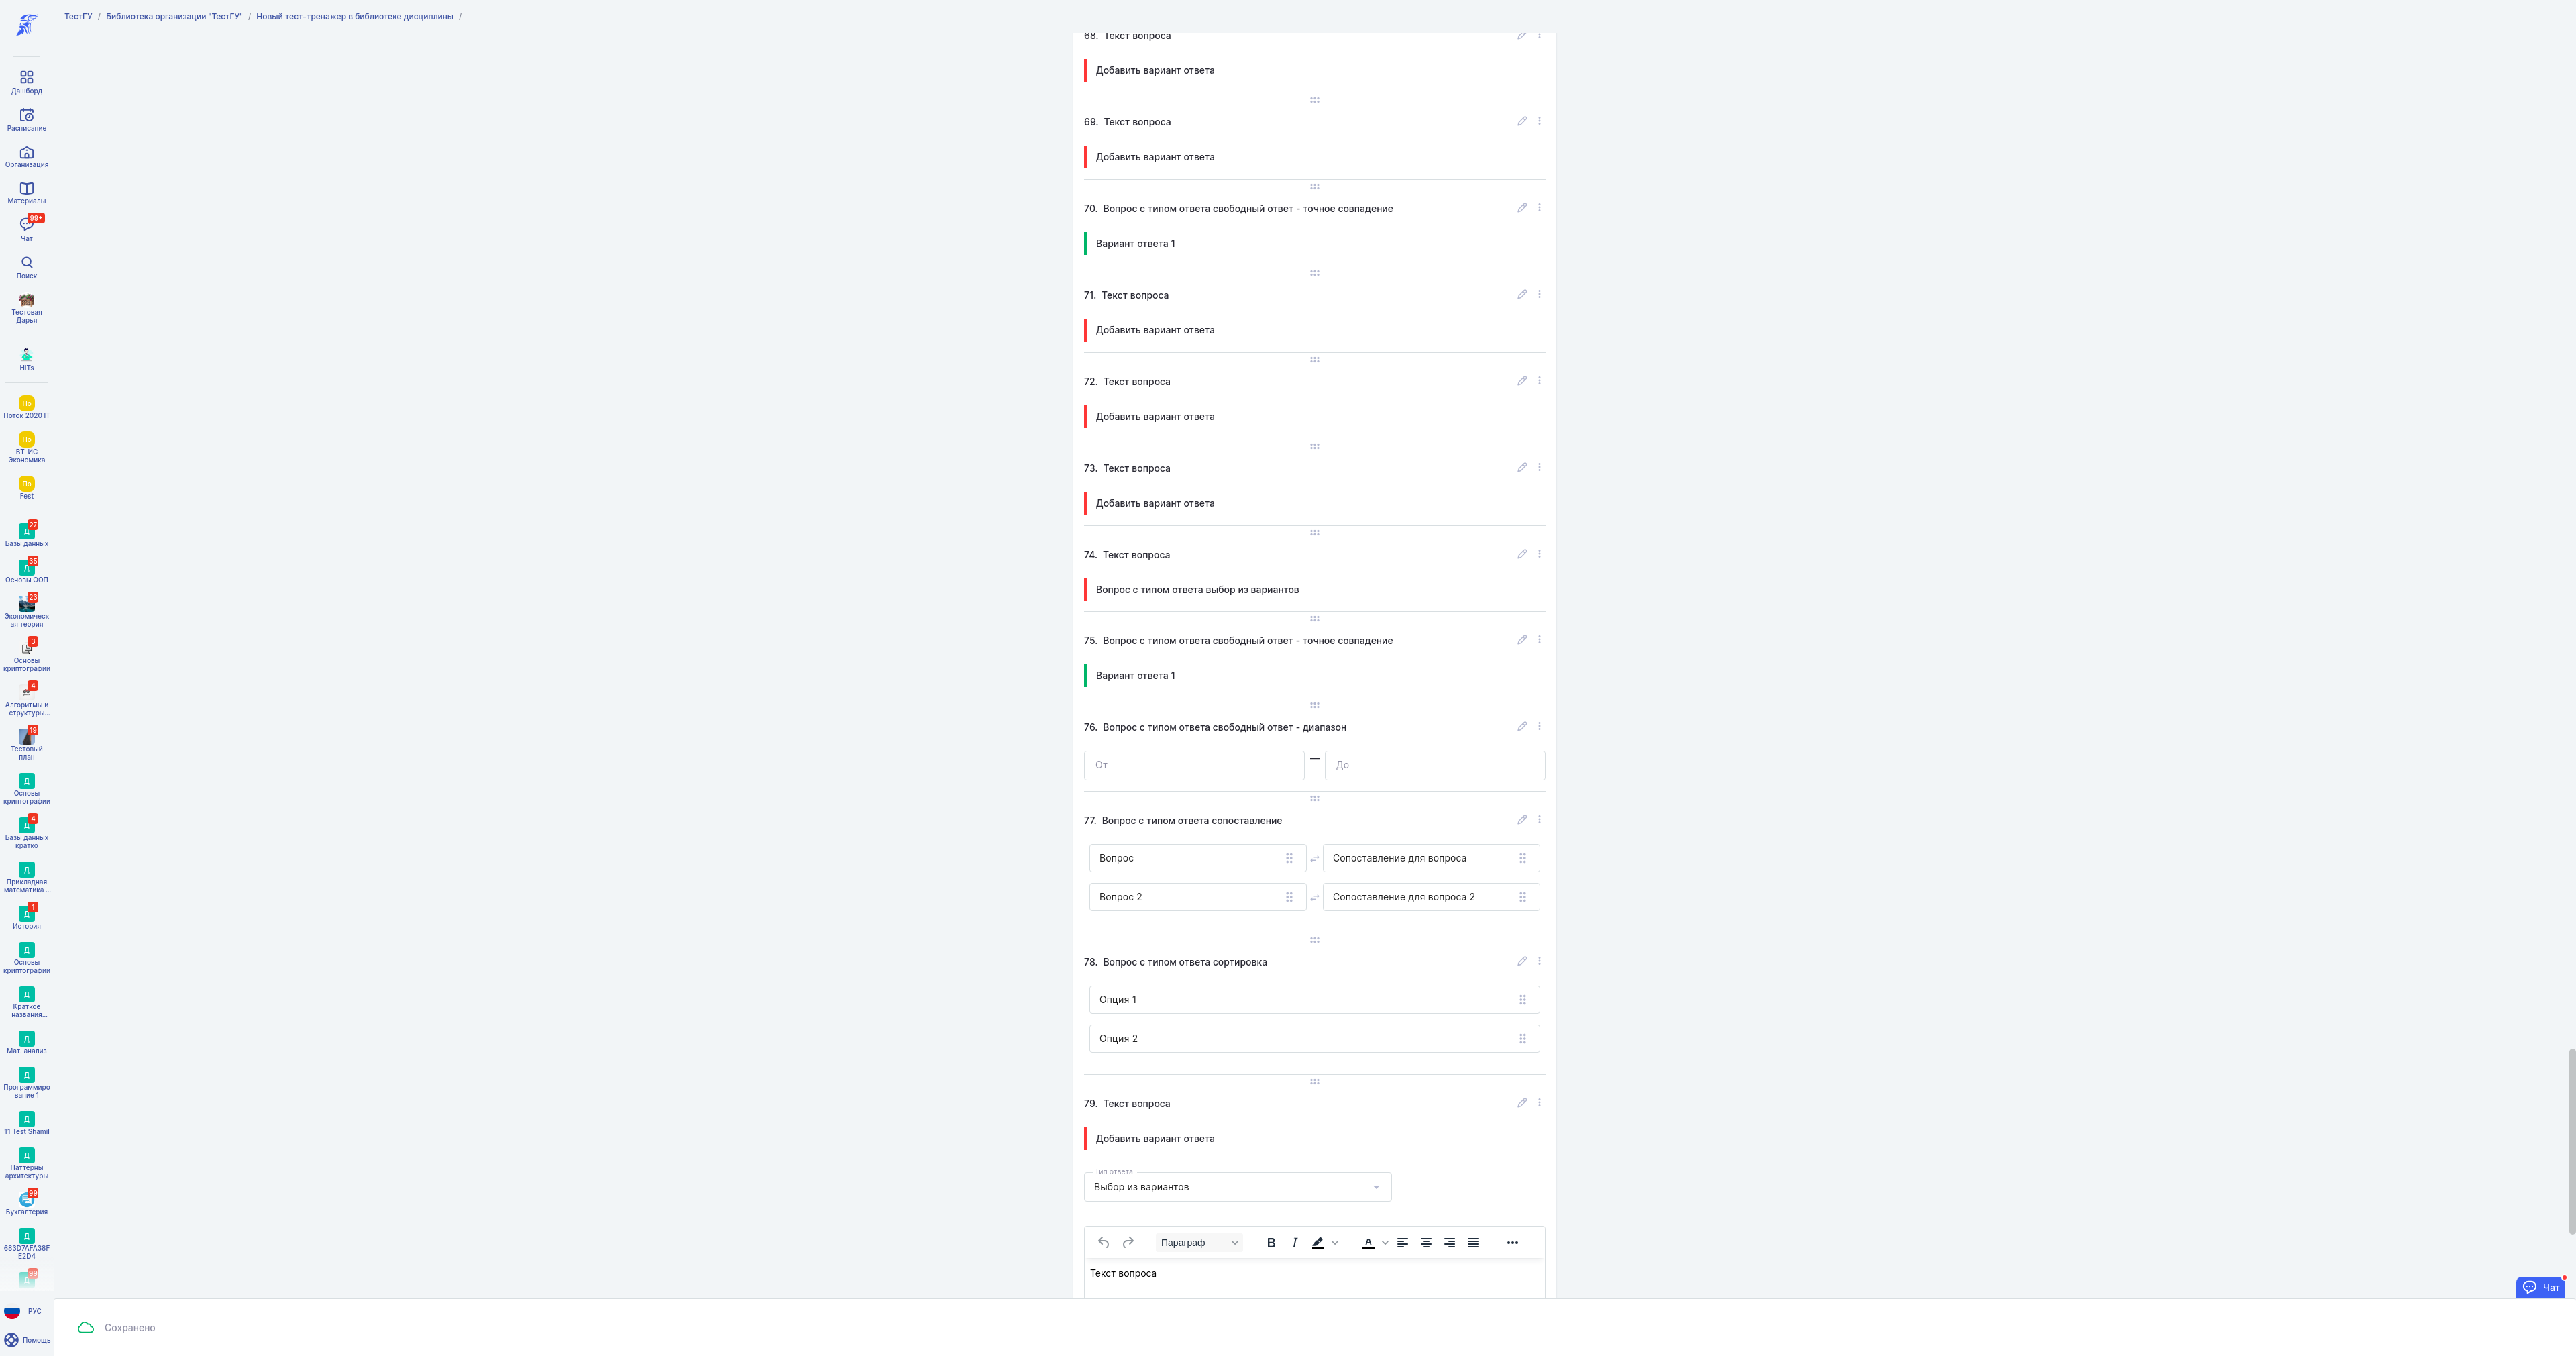 ТестГУ / Библиотека организации "ТестГУ" / Новый тест-тренажер в библиотеке дисциплины /
Дашборд
Расписание
Организация
Материалы
99+
Чат
Поиск
Тестовая
Дарья
HITs
По
Поток 2020 IT
По
ВТ-ИС
Экономика
По
Fest
27
Д
Базы данных
35
Д
Основы ООП
23
Экономическ
ая теория
3
Основы
криптографии
4
Алгоритмы и
структуры...
19
Тестовый
план
Д
Основы
криптографии
4
Д
Базы данных
кратко
Д
Прикладная
математика ...
1
Д
История
Д
Основы
криптографии
Д
Краткое
названия...
Д
Мат. анализ
Д
Программиро
вание 1
Д
11 Test Shamil
Д
Паттерны
архитектуры
99
Бухгалтерия
Д
683D7AFA38F
E2D4
99
Д
РУС
Помощь
68. Текст вопроса
Добавить вариант ответа
69. Текст вопроса
Добавить вариант ответа
70. Вопрос с типом ответа свободный ответ - точное совпадение
Вариант ответа 1
71. Текст вопроса
Добавить вариант ответа
72. Текст вопроса
Добавить вариант ответа
73. Текст вопроса
Добавить вариант ответа
74. Текст вопроса
Вопрос с типом ответа выбор из вариантов
75. Вопрос с типом ответа свободный ответ - точное совпадение
Вариант ответа 1
76. Вопрос с типом ответа свободный ответ - диапазон
От — До
77. Вопрос с типом ответа сопоставление
Вопрос Сопоставление для вопроса
Вопрос 2 Сопоставление для вопроса 2
78. Вопрос с типом ответа сортировка
Опция 1
Опция 2
79. Текст вопроса
Добавить вариант ответа
Тип ответа
Выбор из вариантов
Параграф B I A
Текст вопроса
Чат
Сохранено